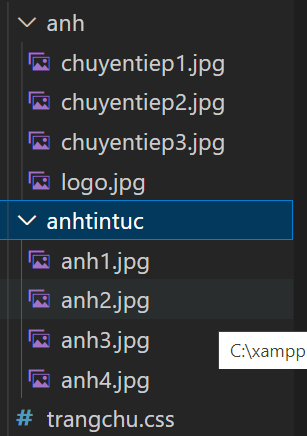 anh
chuyentiep1.jpg
chuyentiep2.jpg
chuyentiep3.jpg
logo.jpg
anhtintuc
anh1.jpg
anh2.jpg
anh3.jpg
C:\xampp
anh4.jpg
# trangchu.css